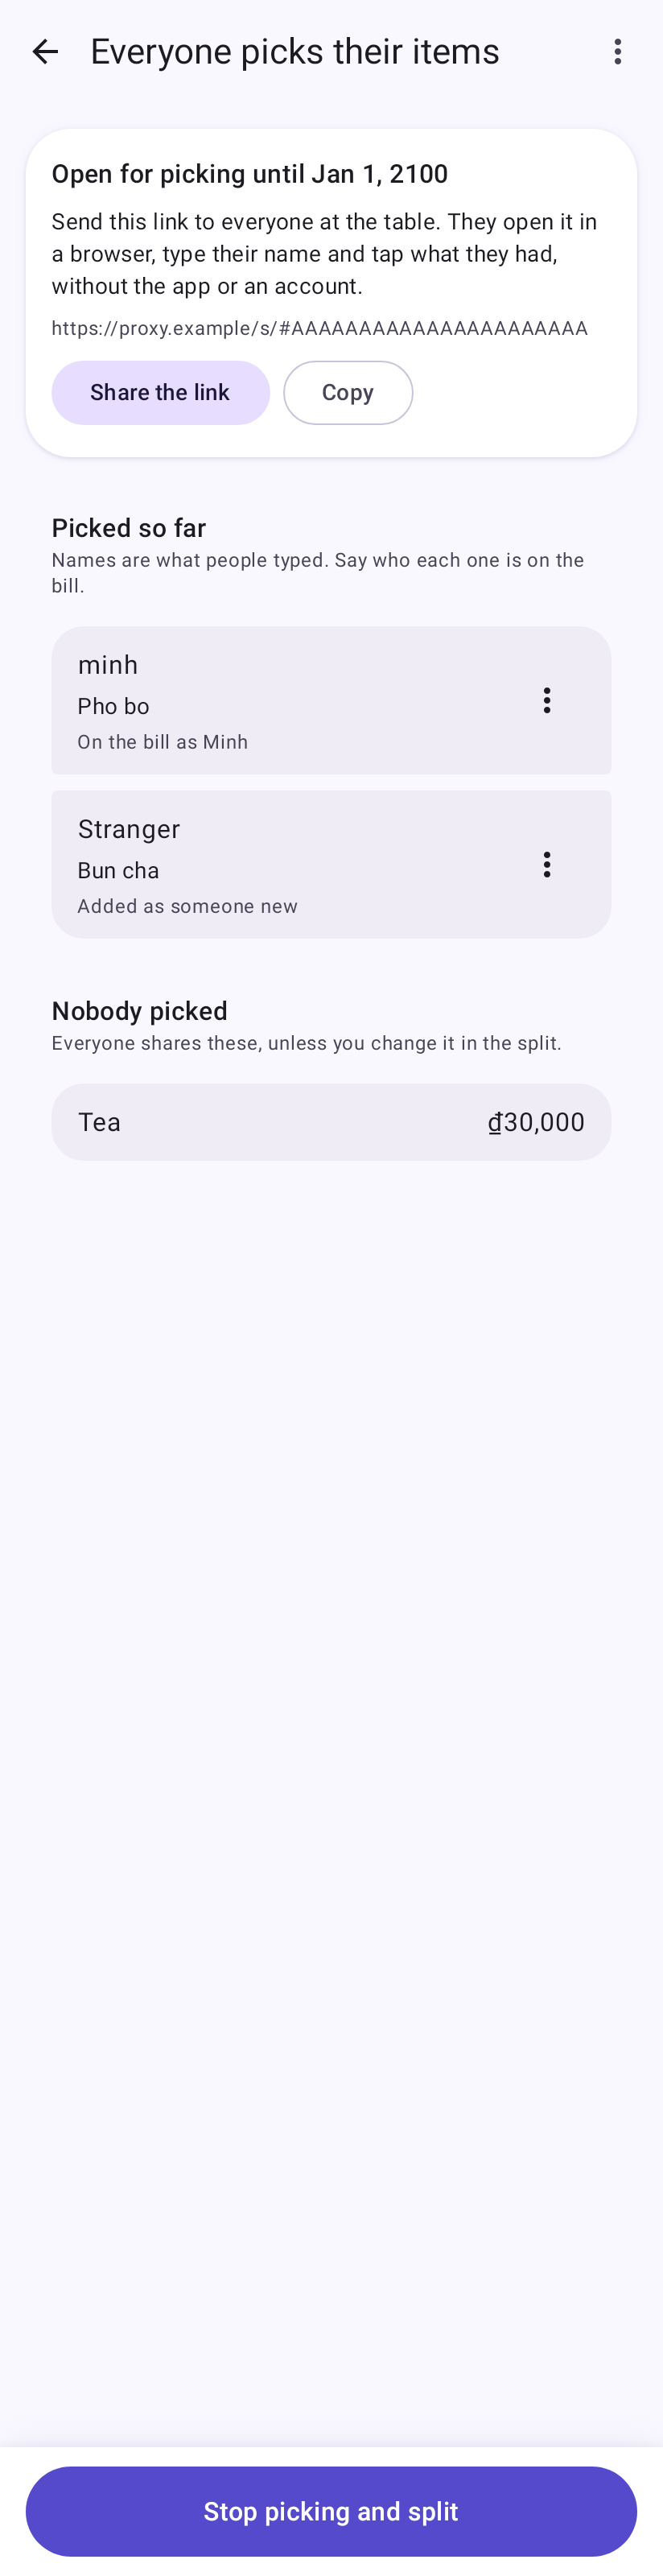 Everyone picks their items
Open for picking until Jan 1, 2100
Send this link to everyone at the table. They open it in
a browser, type their name and tap what they had,
without the app or an account.
https://proxy.example/s/#AAAAAAAAAAAAAAAAAAAAAA
Share the link
Copy
Picked so far
Names are what people typed. Say who each one is on the
bill.
minh
Pho bo
On the bill as Minh
Stranger
Bun cha
Added as someone new
Nobody picked
Everyone shares these, unless you change it in the split.
Tea ₫30,000
Stop picking and split